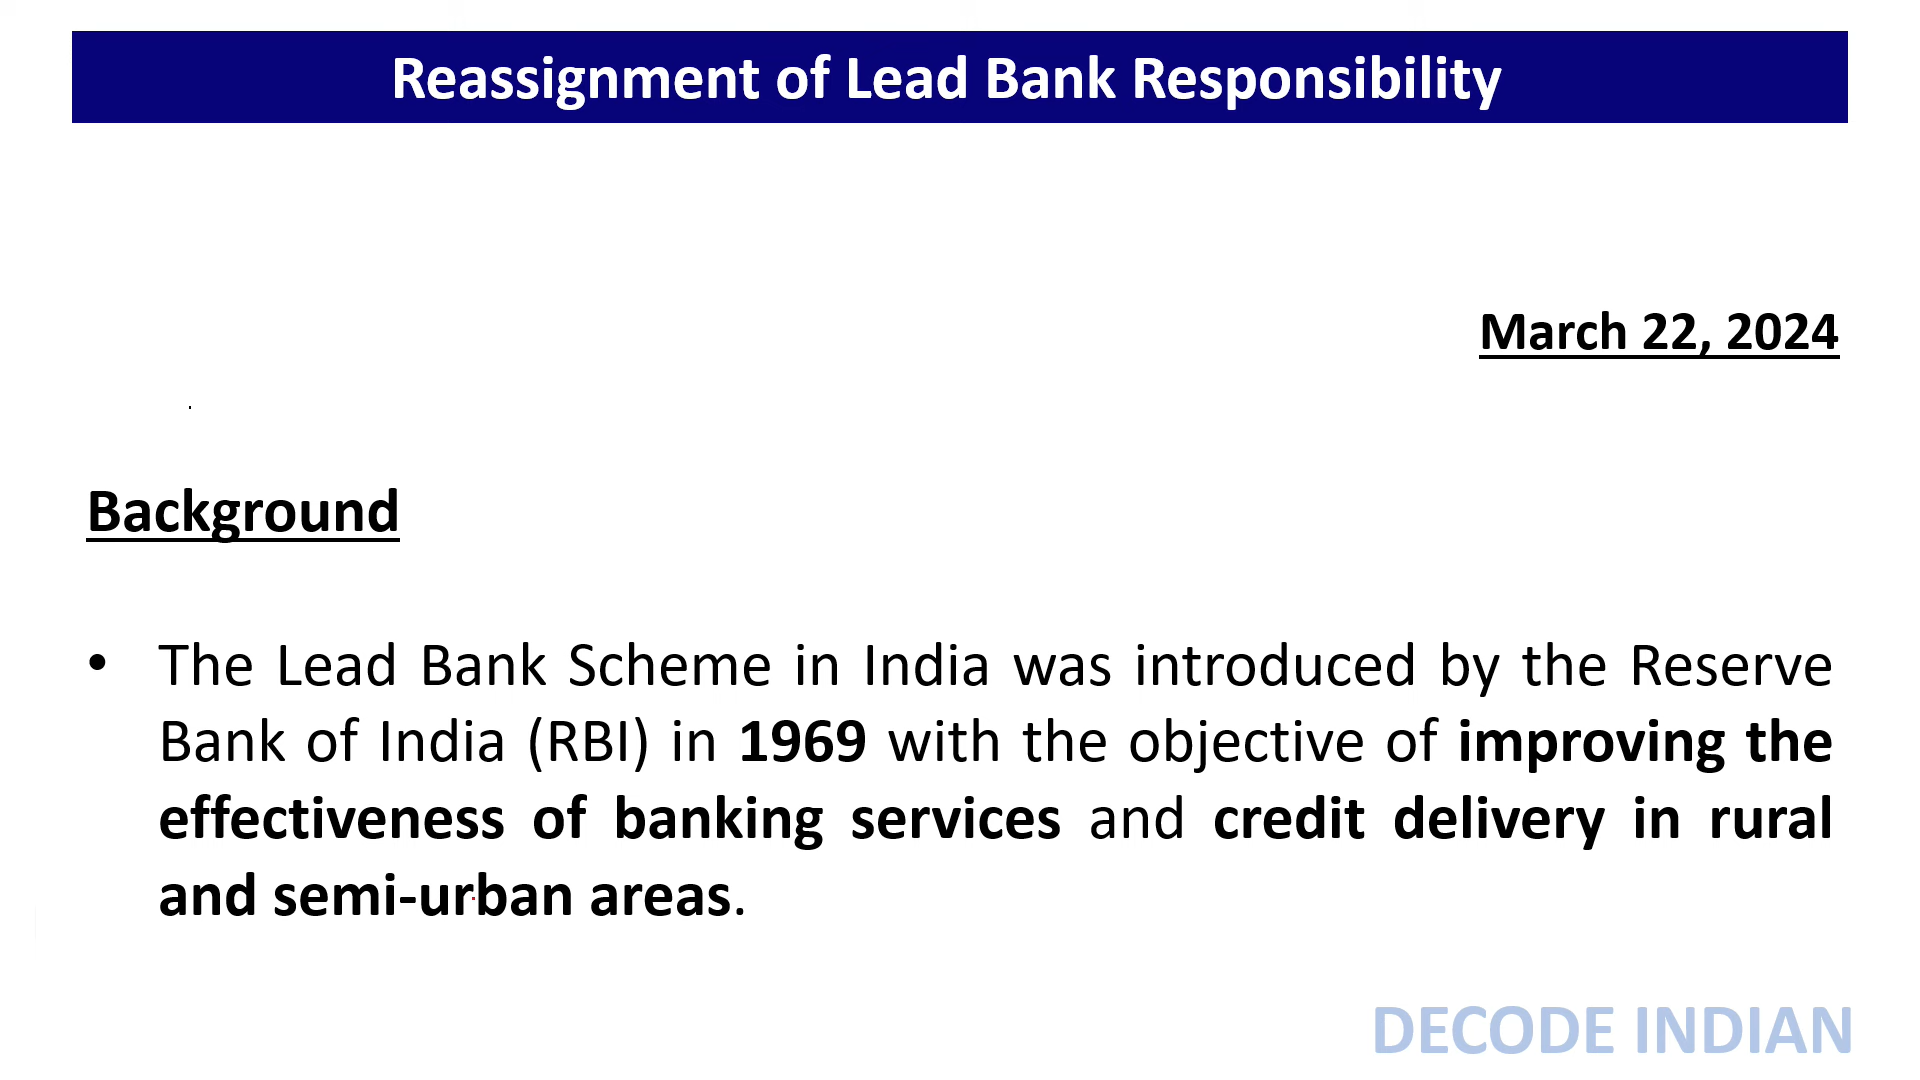 Reassignment of Lead Bank Responsibility
March 22, 2024
Background
• The Lead Bank Scheme in India was introduced by the Reserve
Bank of India (RBI) in 1969 with the objective of improving the
effectiveness of banking services and credit delivery in rural
and semi-urban areas.
DECODE INDIAN